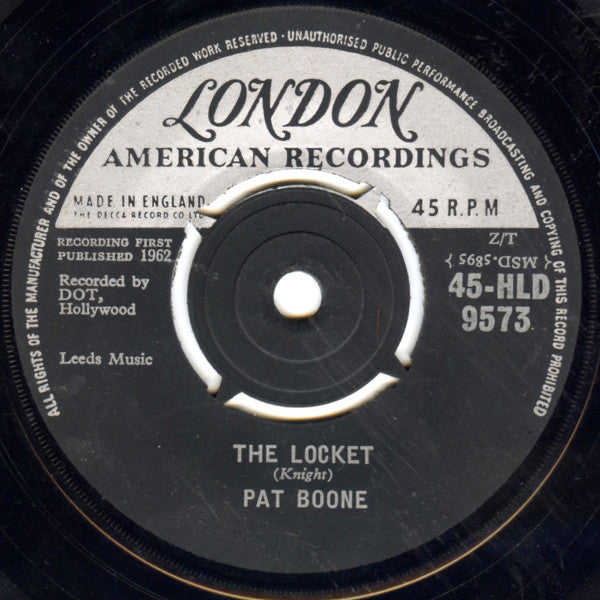 ALL RIGHTS OF THE MANUFACTURER AND OF THE OWNER OF THE RECORDED WORK RESERVED · UNAUTHORISED PUBLIC PERFORMANCE BROADCASTING AND COPYING OF THIS RECORD PROHIBITED
LONDON
AMERICAN RECORDINGS
MADE IN ENGLAND
THE DECCA RECORD CO LTD
45 R.P.M
RECORDING FIRST
PUBLISHED 1962
Z/T
{ MSD.5895 }
Recorded by
DOT,
Hollywood
45-HLD
9573
Leeds Music
THE LOCKET
(Knight)
PAT BOONE